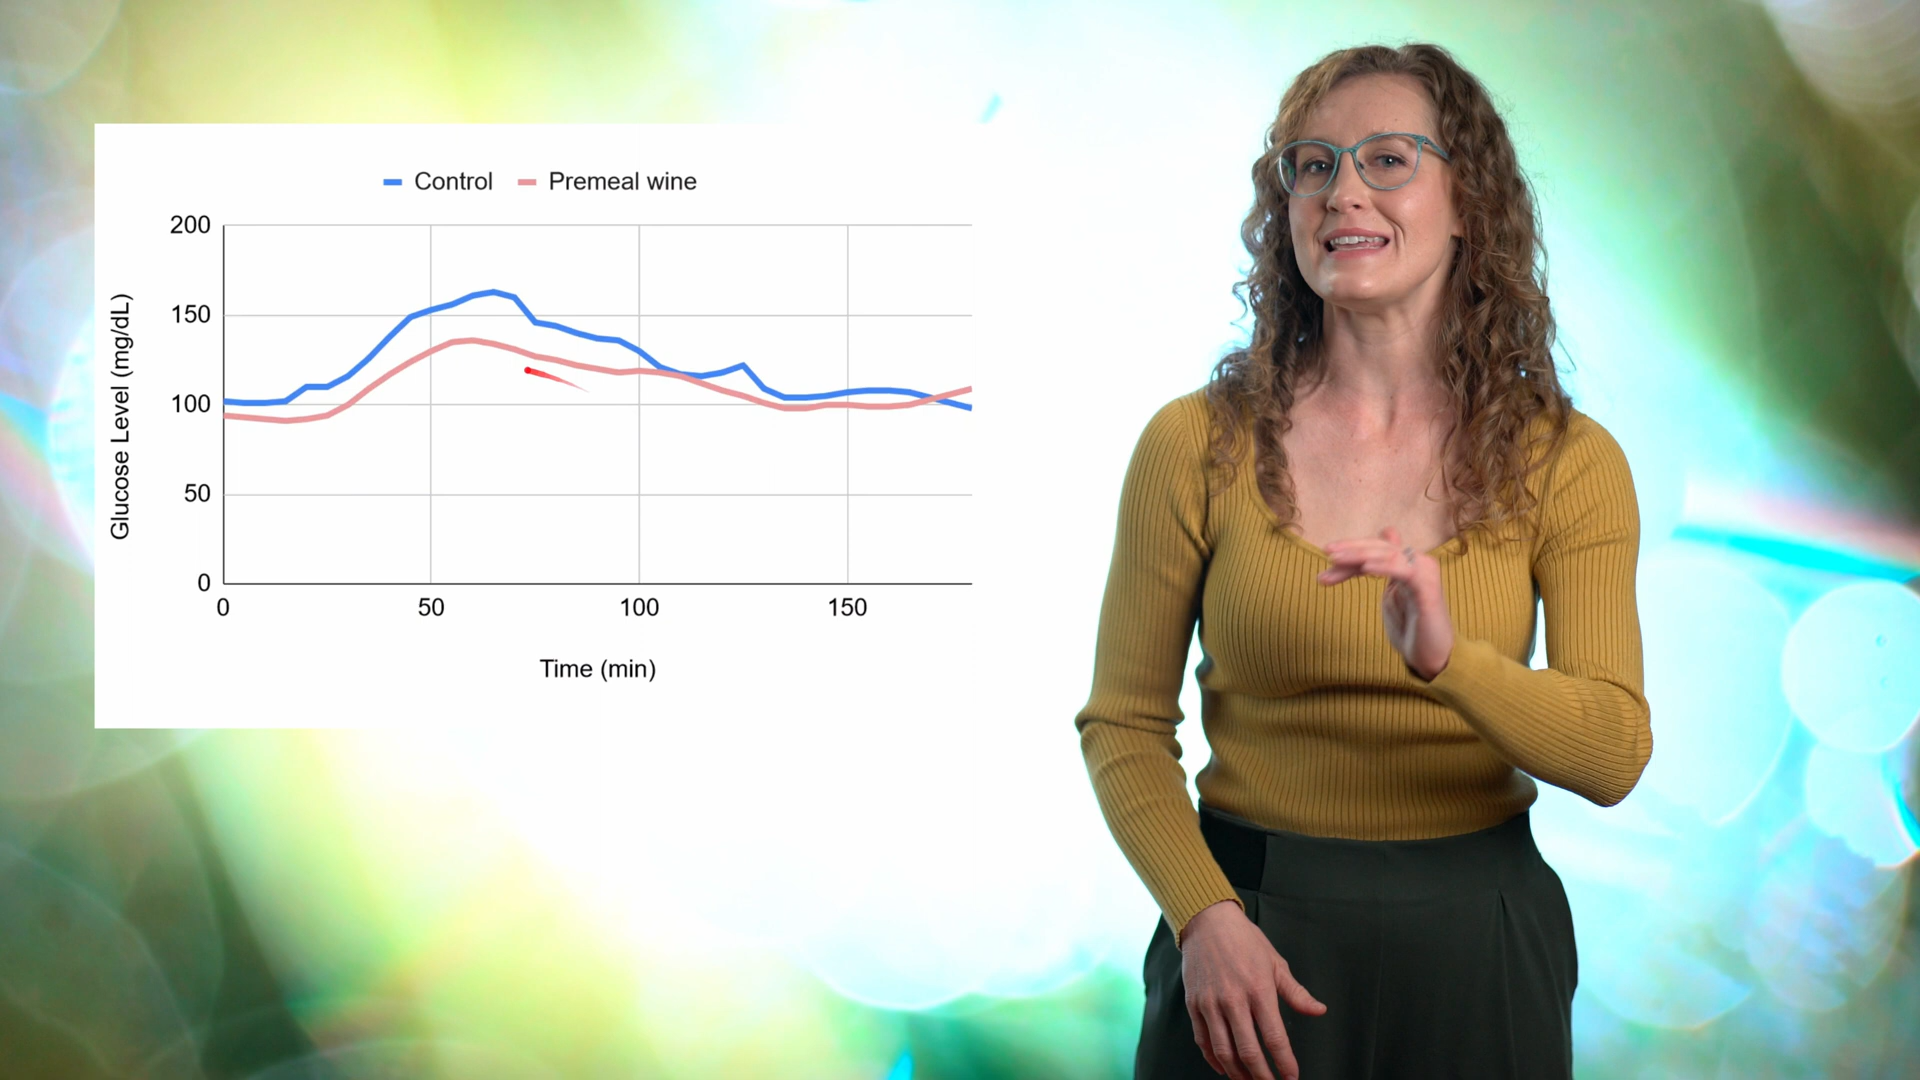 Control Premeal wine
200
150
100
50
0
Glucose Level (mg/dL)
0 50 100 150
Time (min)